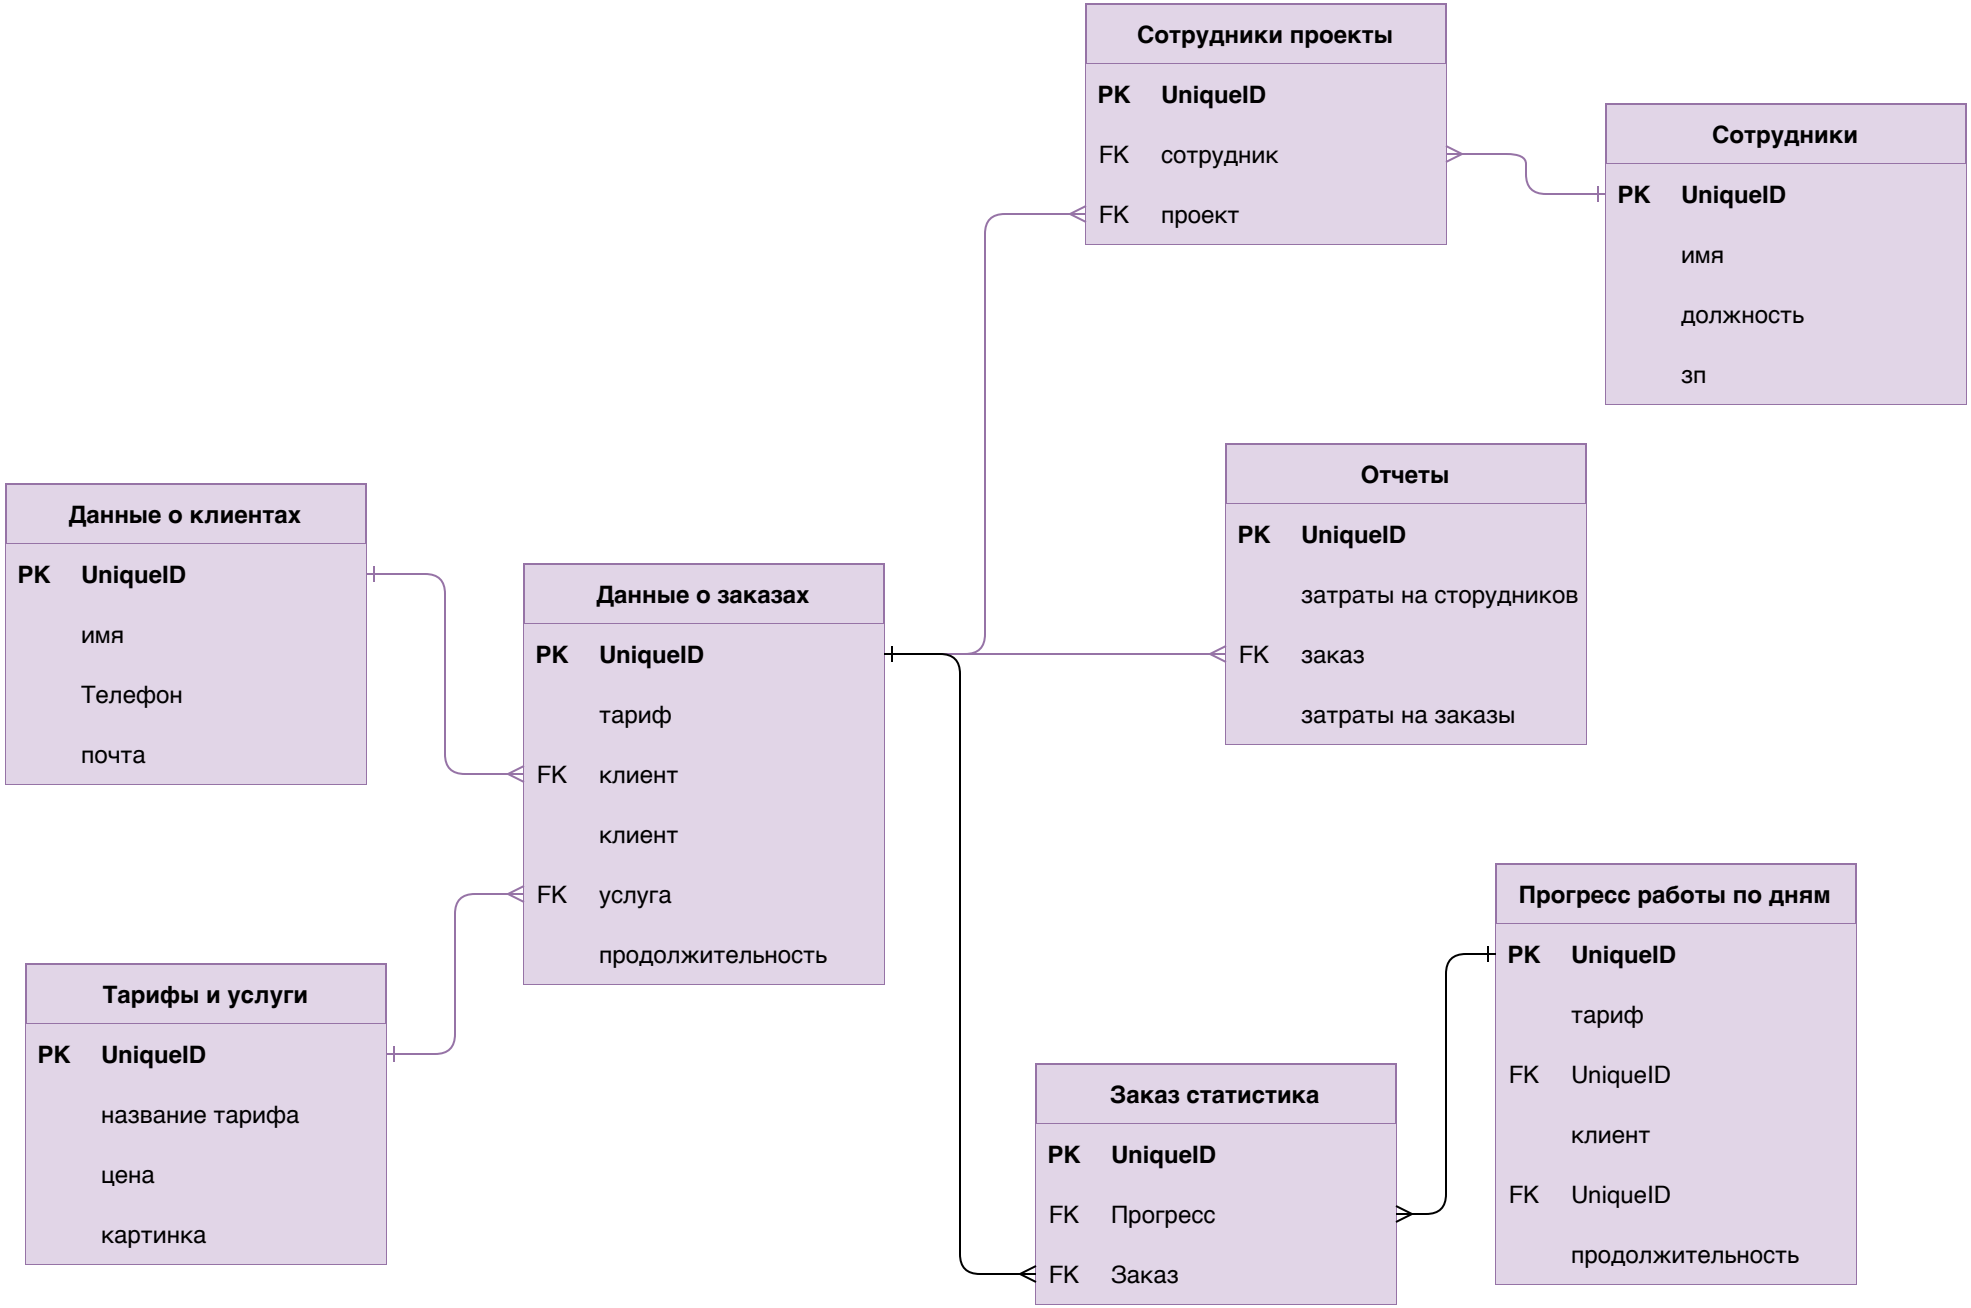 Сотрудники проекты
PK UniqueID
FK сотрудник
FK проект
Сотрудники
PK UniqueID
имя
должность
зп
Отчеты
PK UniqueID
затраты на сторудников
FK заказ
затраты на заказы
Данные о клиентах
PK UniqueID
имя
Телефон
почта
Данные о заказах
PK UniqueID
тариф
FK клиент
клиент
FK услуга
продолжительность
Тарифы и услуги
PK UniqueID
название тарифа
цена
картинка
Прогресс работы по дням
PK UniqueID
тариф
FK UniqueID
клиент
FK UniqueID
продолжительность
Заказ статистика
PK UniqueID
FK Прогресс
FK Заказ